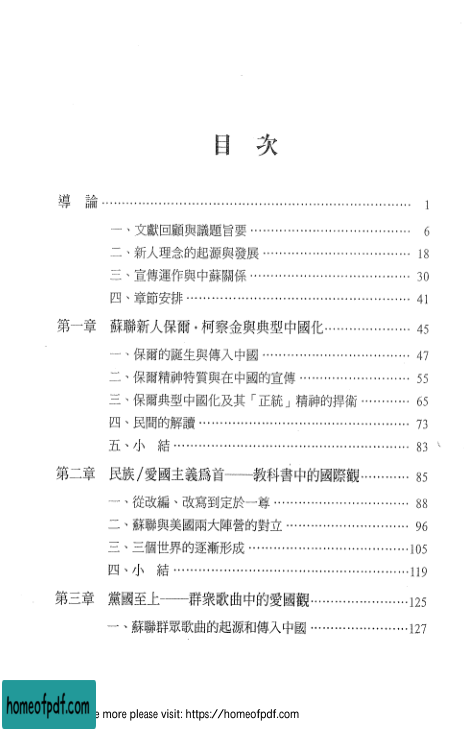 目 次
導 論 …… 1
一、文獻回顧與議題旨要 …… 6
二、新人理念的起源與發展 …… 18
三、宣傳運作與中蘇關係 …… 30
四、章節安排 …… 41
第一章 蘇聯新人保爾・柯察金與典型中國化 …… 45
一、保爾的誕生與傳入中國 …… 47
二、保爾精神特質與在中國的宣傳 …… 55
三、保爾典型中國化及其「正統」精神的捍衛 …… 65
四、民間的解讀 …… 73
五、小 結 …… 83
第二章 民族/愛國主義爲首——教科書中的國際觀 …… 85
一、從改編、改寫到定於一尊 …… 88
二、蘇聯與美國兩大陣營的對立 …… 96
三、三個世界的逐漸形成 …… 105
四、小 結 …… 119
第三章 黨國至上——群衆歌曲中的愛國觀 …… 125
一、蘇聯群眾歌曲的起源和傳入中國 …… 127
homeofpdf.com
e more please visit: https://homeofpdf.com